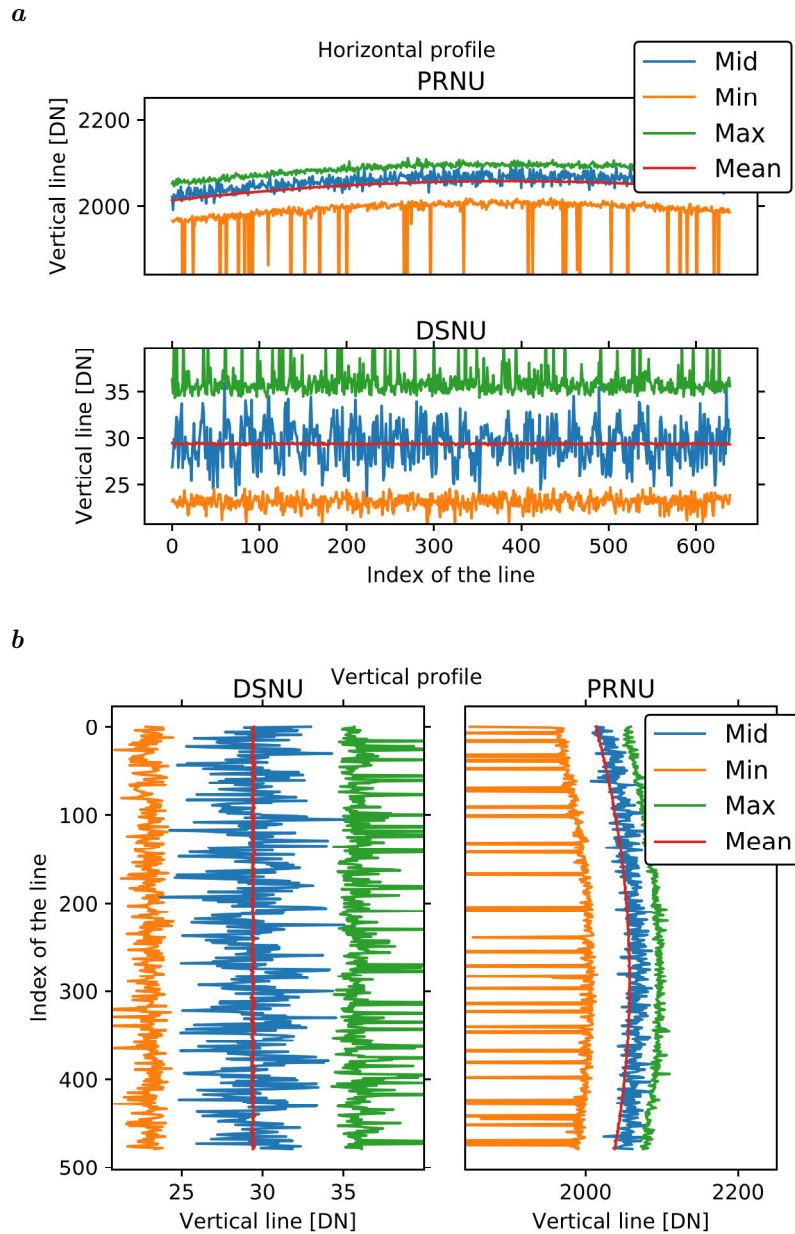 a
Horizontal profile
PRNU
Mid
Min
Max
Mean
Vertical line [DN]
2200
2000
DSNU
Vertical line [DN]
35
30
25
0 100 200 300 400 500 600
Index of the line
b
Vertical profile
DSNU PRNU
Mid
Min
Max
Mean
Index of the line
0
100
200
300
400
500
25 30 35 2000 2200
Vertical line [DN] Vertical line [DN]